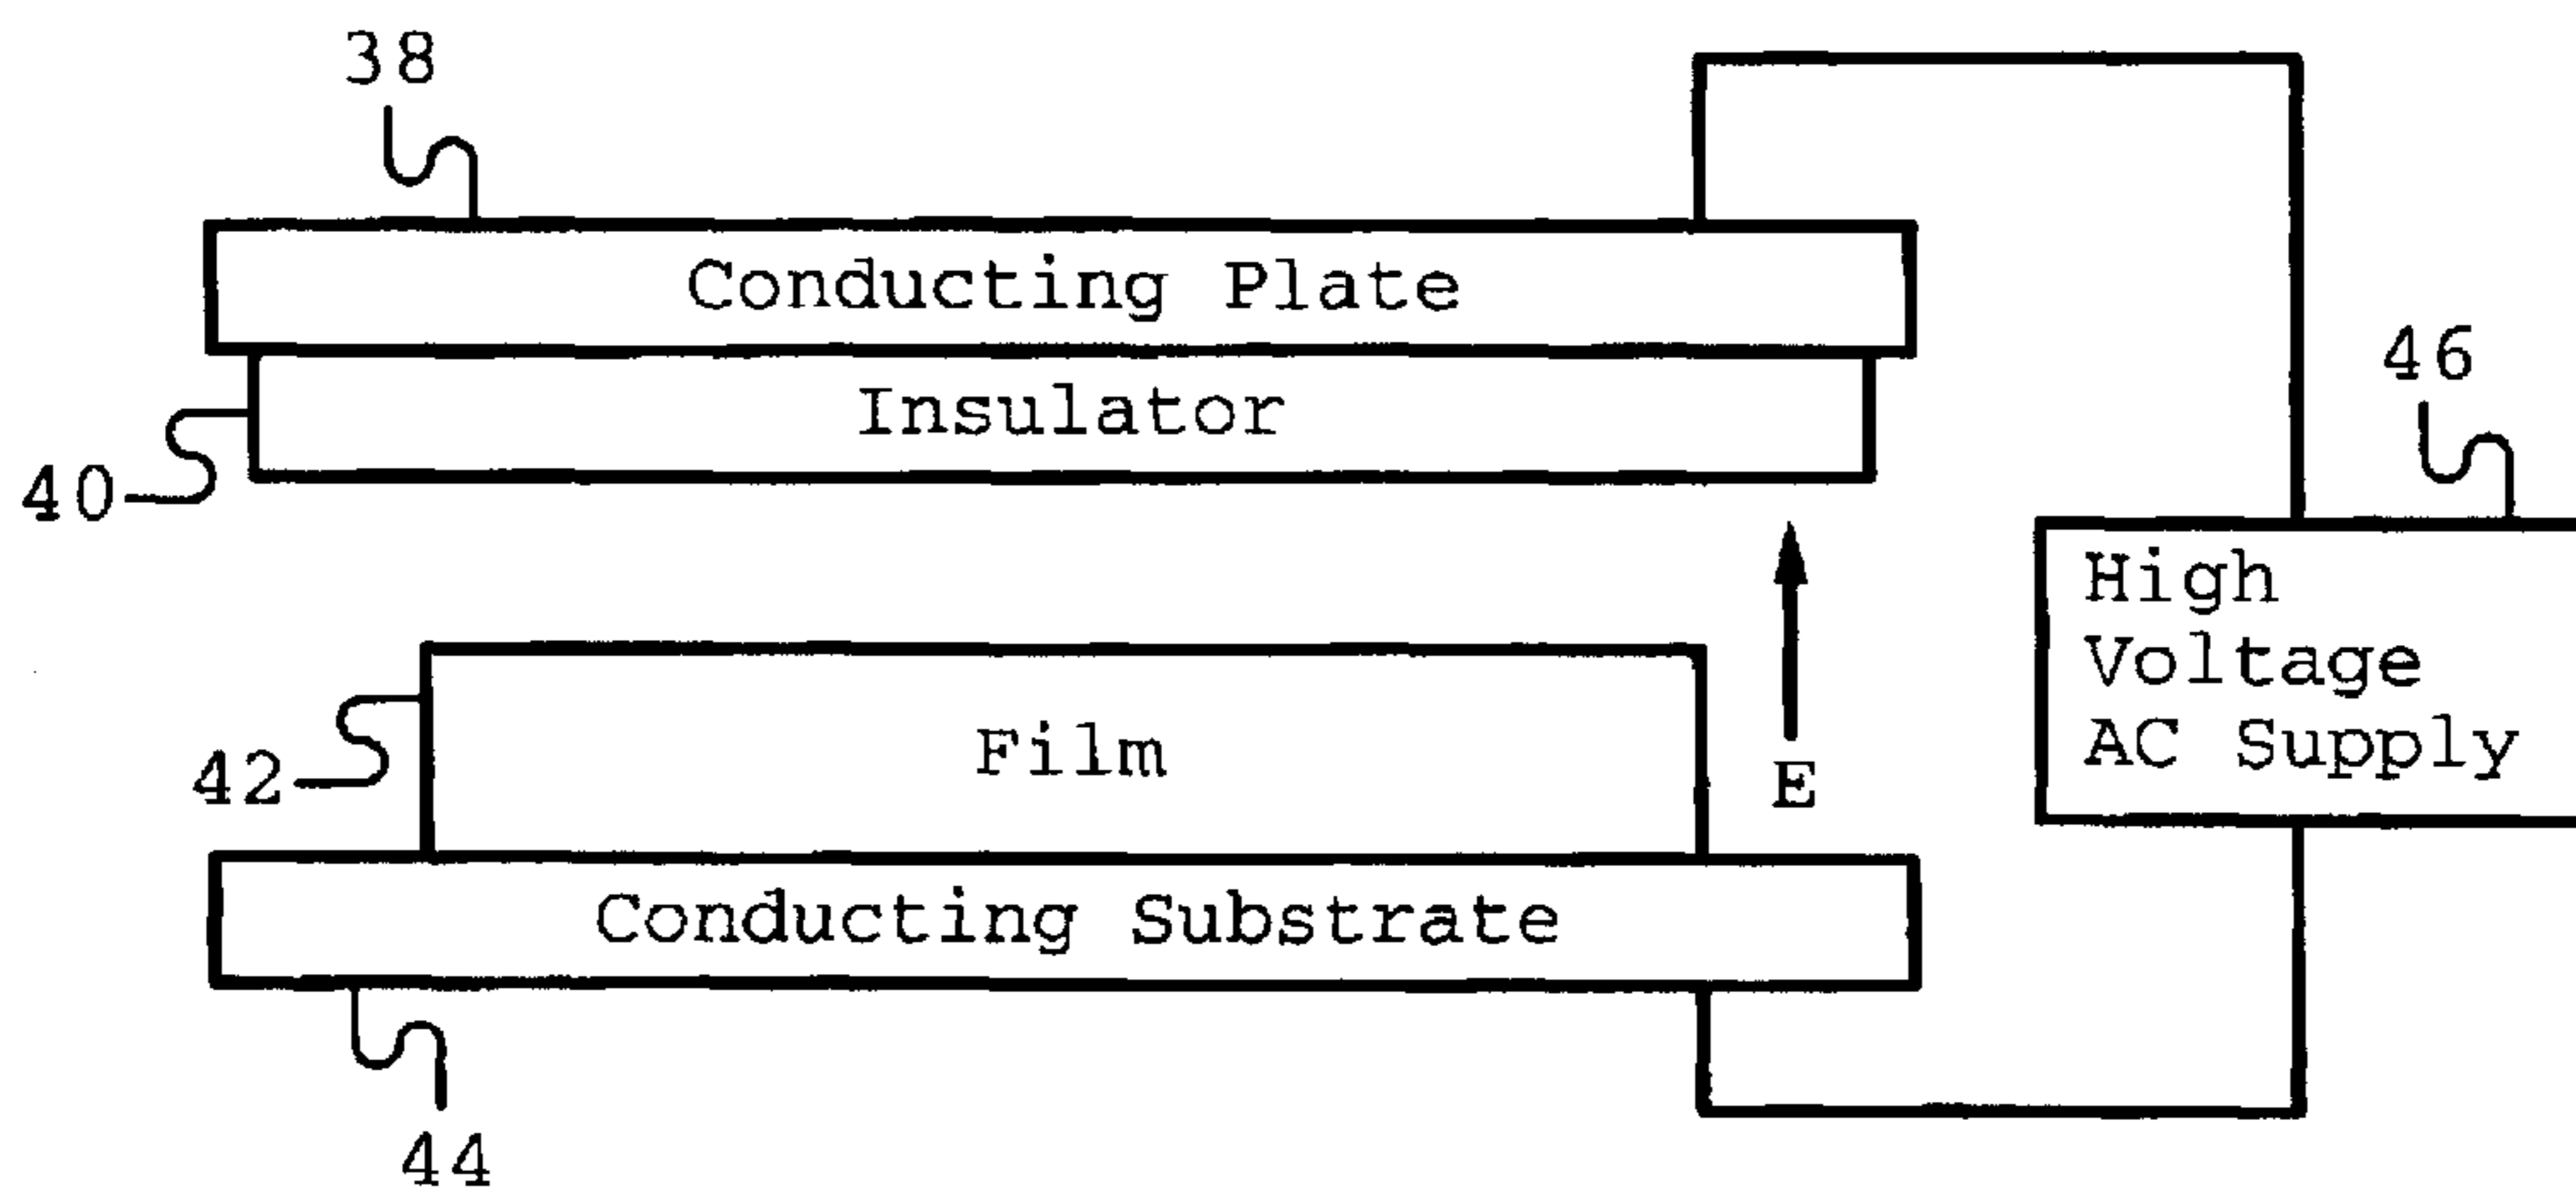 38
Conducting Plate
Insulator
46
40
High
Voltage
AC Supply
42
Film
E
Conducting Substrate
44